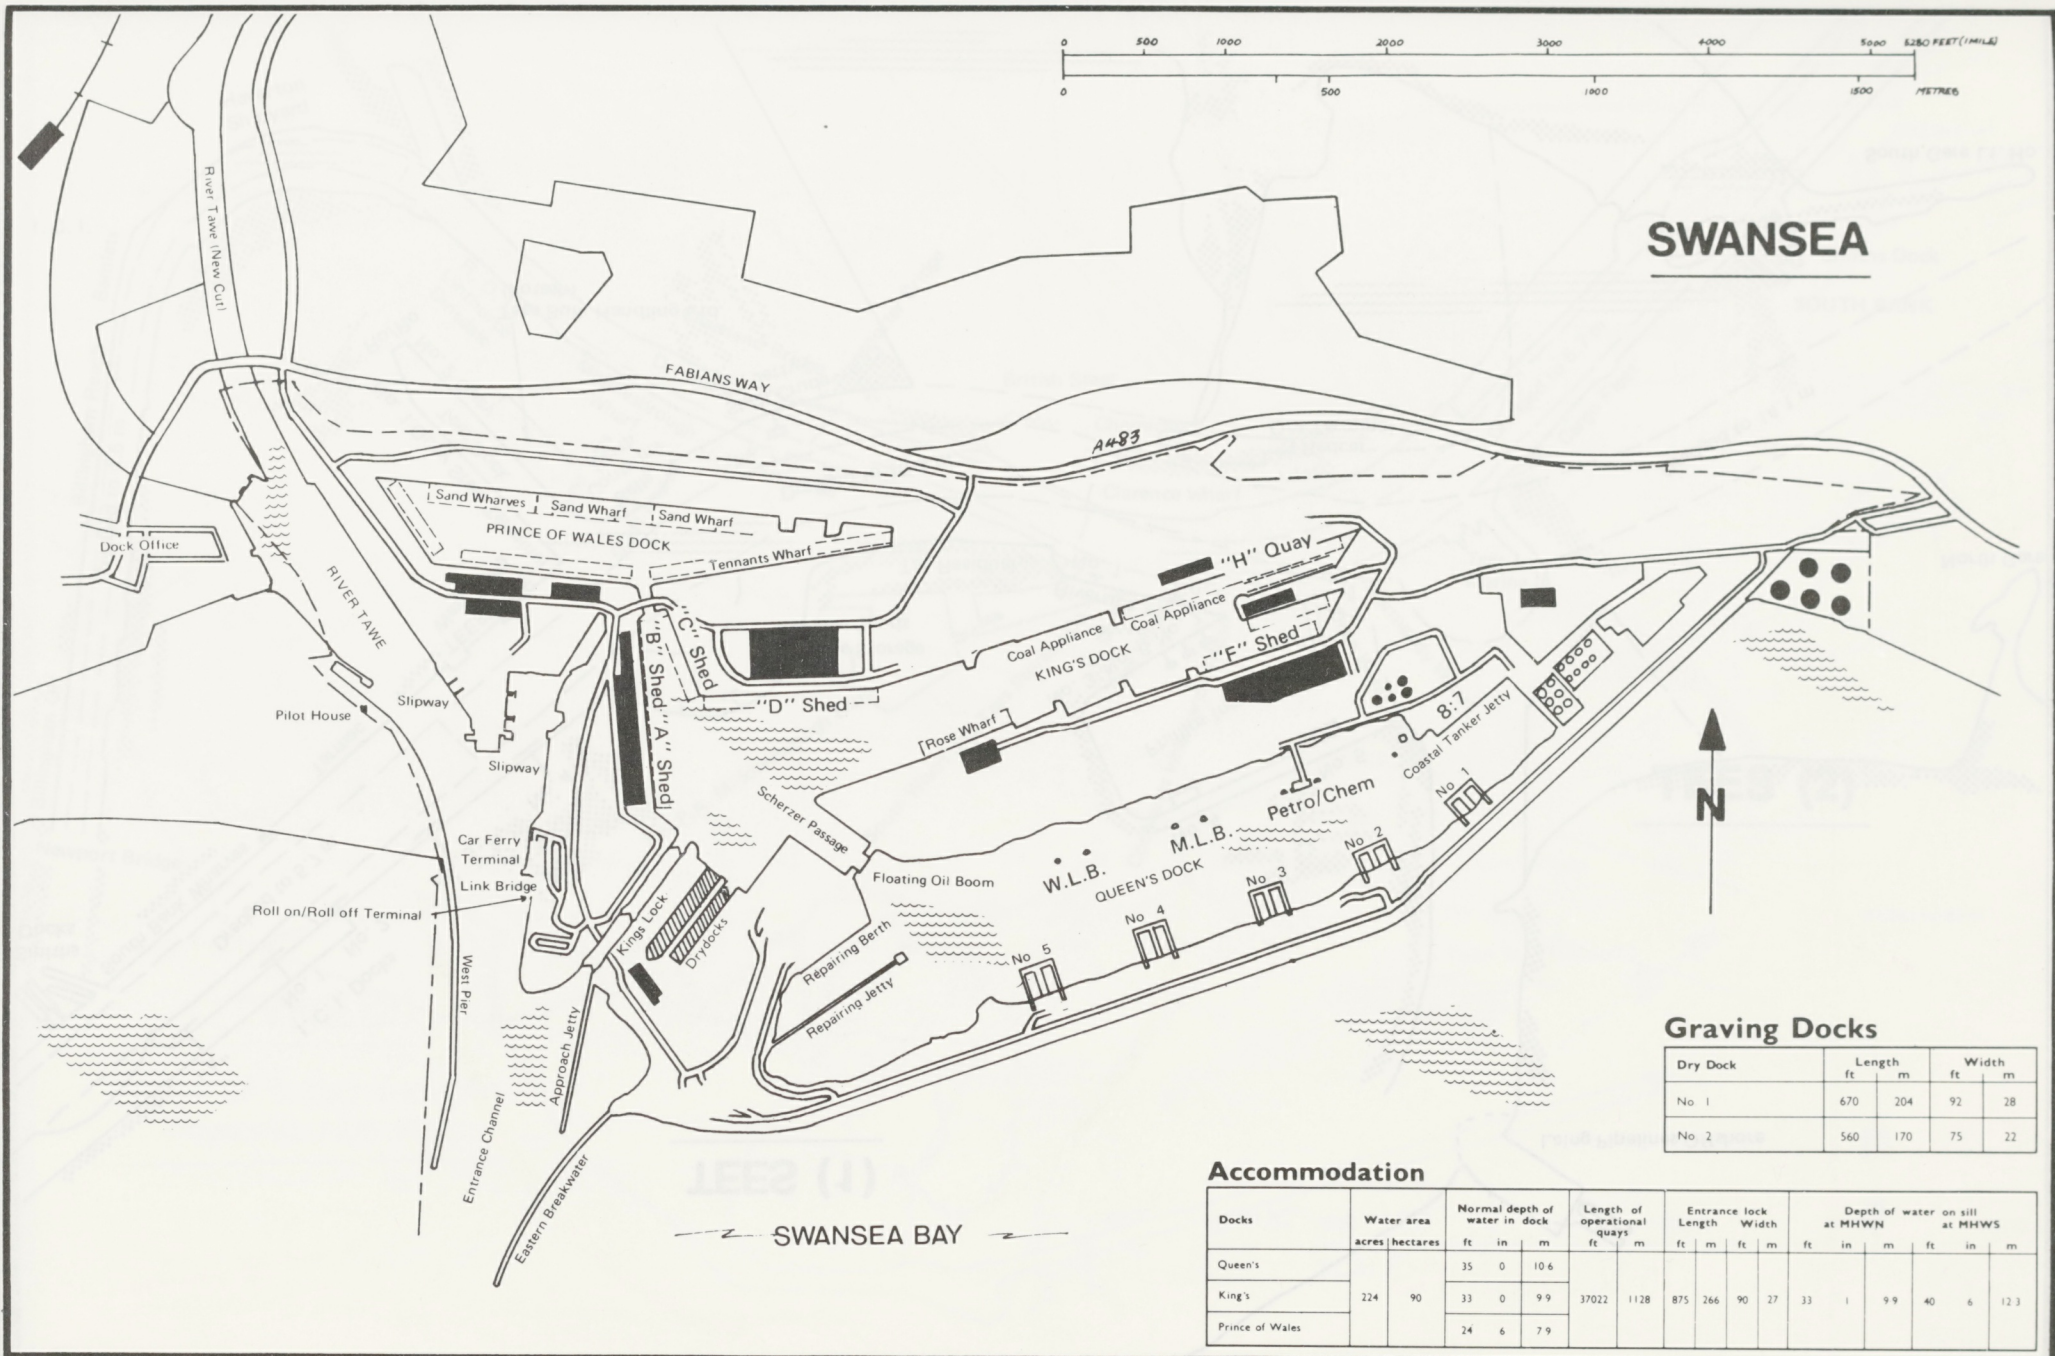 0 500 1000 2000 3000 4000 5000 5280 FEET (1 MILE)
0 500 1000 1500 METRES
SWANSEA
River Tawe (New Cut)
FABIANS WAY
A483
Sand Wharves
Sand Wharf
Sand Wharf
PRINCE OF WALES DOCK
Tennants Wharf
Dock Office
RIVER TAWE
"H" Quay
Coal Appliance
Coal Appliance
KING'S DOCK
"F" Shed
"C" Shed
"B" Shed
"A" Shed
"D" Shed
Slipway
Pilot House
Slipway
Rose Wharf
8:7
Coastal Tanker Jetty
Scherzer Passage
Petro/Chem
No 1
No 2
M.L.B.
W.L.B.
QUEEN'S DOCK
No 3
No 4
No 5
Floating Oil Boom
Car Ferry
Terminal
Link Bridge
Roll on/Roll off Terminal
Kings Lock
Drydocks
Repairing Berth
Repairing Jetty
West Pier
Approach Jetty
Entrance Channel
Eastern Breakwater
SWANSEA BAY
N
Graving Docks
Dry Dock Length Width
ft m ft m
No 1 670 204 92 28
No 2 560 170 75 22
Accommodation
Docks Water area Normal depth of water in dock Length of operational quays Entrance lock Length Width Depth of water on sill at MHWN at MHWS
acres hectares ft in m ft m ft m ft m ft in m ft in m
Queen's 35 0 10 6
King's 224 90 33 0 9 9 37022 1128 875 266 90 27 33 1 9 9 40 6 12 3
Prince of Wales 24 6 7 9